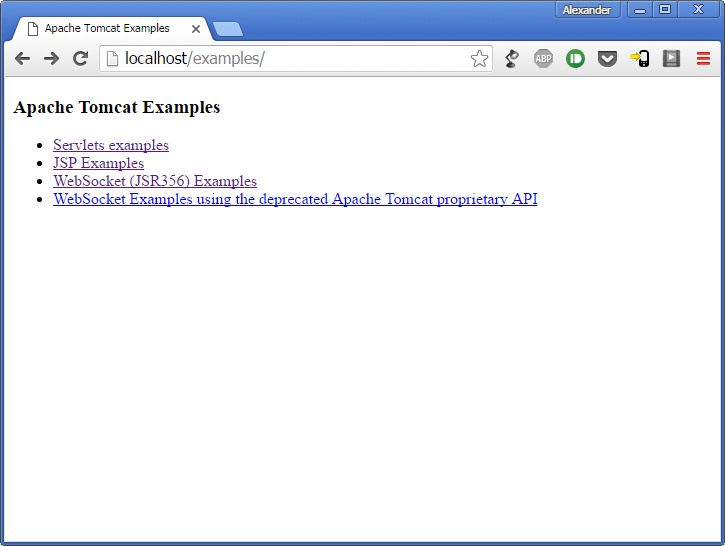 Alexander
Apache Tomcat Examples
localhost/examples/
ABP
Apache Tomcat Examples
Servlets examples
JSP Examples
WebSocket (JSR356) Examples
WebSocket Examples using the deprecated Apache Tomcat proprietary API